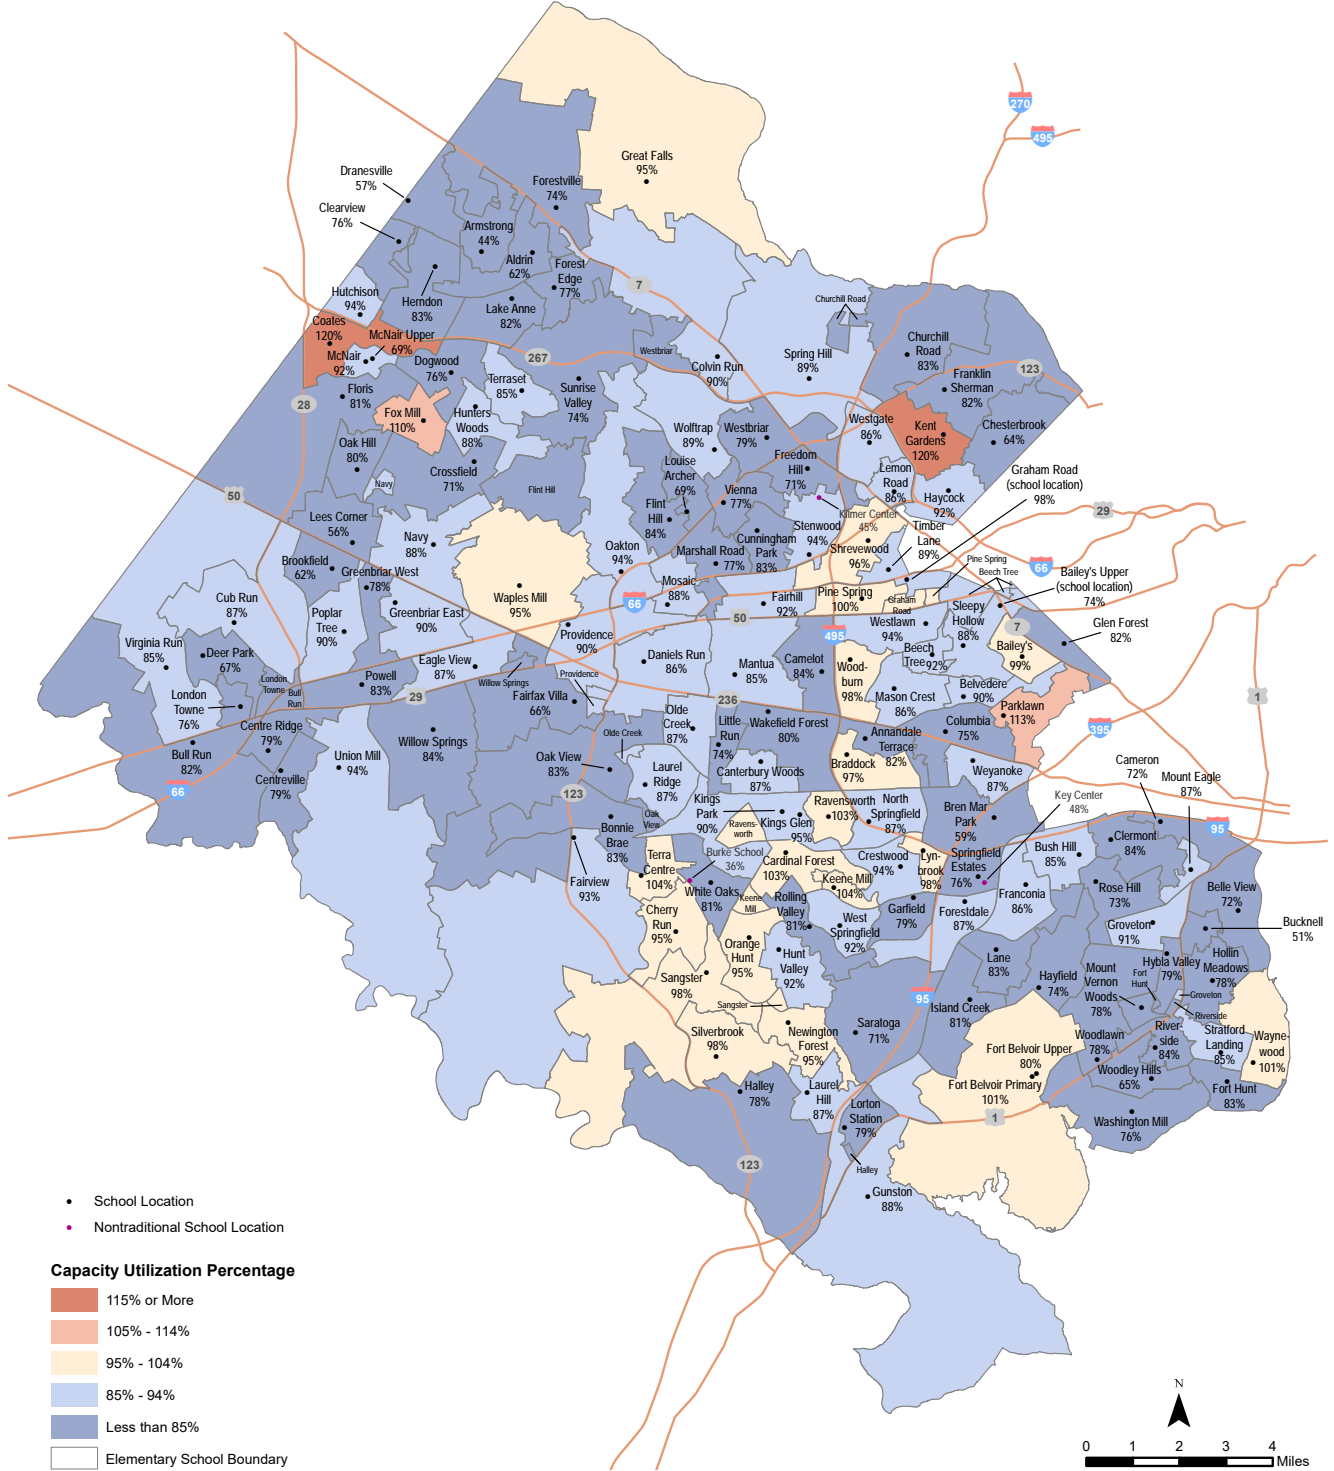 270
495
Great Falls
95%
Dranesville
57%
Forestville
74%
Clearview
76%
Armstrong
44%
Aldrin
62%
Forest
Edge
77%
7
Hutchison
94%
Herndon
83%
Lake Anne
82%
Churchill Road
Coates
120%
McNair Upper
69%
McNair
92%
Dogwood
76%
267
Westbriar
Colvin Run
90%
Spring Hill
89%
Churchill
Road
83%
Franklin
Sherman
82%
123
Floris
81%
Terraset
85%
Sunrise
Valley
74%
28
Fox Mill
110%
Hunters
Woods
88%
Wolftrap
89%
Westbriar
79%
Westgate
86%
Kent
Gardens
120%
Chesterbrook
64%
Oak Hill
80%
Crossfield
71%
Louise
Archer
69%
Freedom
Hill
71%
Lemon
Road
86%
Haycock
92%
Graham Road
(school location)
98%
Navy
Flint Hill
Flint
Hill
84%
Vienna
77%
Kilmer Center
45%
50
29
Lees Corner
56%
Navy
88%
Oakton
94%
Marshall Road
77%
Cunningham
Park
83%
Stenwood
94%
Shrevewood
96%
Timber
Lane
89%
Pine Spring
Beech Tree
66
Bailey's Upper
(school location)
74%
Brookfield
62%
Greenbriar West
78%
Waples Mill
95%
Mosaic
88%
66
Fairhill
92%
Pine Spring
100%
Graham
Road
Cub Run
87%
Poplar
Tree
90%
Greenbriar East
90%
Providence
90%
50
495
Westlawn
94%
Sleepy
Hollow
88%
7
Glen Forest
82%
Virginia Run
85%
Deer Park
67%
Eagle View
87%
Daniels Run
86%
Mantua
85%
Camelot
84%
Wood-
burn
98%
Beech
Tree
92%
Bailey's
99%
London
Towne
Bull
Run
Powell
83%
29
Willow Springs
Providence
Fairfax Villa
66%
London
Towne
76%
236
Mason Crest
86%
Belvedere
90%
1
Centre Ridge
79%
Willow Springs
84%
Olde Creek
Olde
Creek
87%
Little
Run
74%
Wakefield Forest
80%
Annandale
Terrace
82%
Columbia
75%
Parklawn
113%
395
Bull Run
82%
Centreville
79%
Union Mill
94%
Oak View
83%
Laurel
Ridge
87%
Canterbury Woods
87%
Braddock
97%
Weyanoke
87%
Cameron
72%
Mount Eagle
87%
66
123
Oak
View
Kings
Park
90%
Ravens-
worth
Kings Glen
95%
Ravensworth
103%
North
Springfield
87%
Bren Mar
Park
59%
Key Center
48%
95
Bonnie
Brae
83%
Terra
Centre
104%
Burke School
36%
Cardinal Forest
103%
Crestwood
94%
Lyn-
brook
98%
Springfield
Estates
76%
Bush Hill
85%
Clermont
84%
Fairview
93%
White Oaks
81%
Keene
Mill
Keene Mill
104%
Rolling
Valley
81%
Garfield
79%
Franconia
86%
Rose Hill
73%
Belle View
72%
Cherry
Run
95%
West
Springfield
92%
Forestdale
87%
Groveton
91%
Bucknell
51%
Orange
Hunt
95%
Hunt
Valley
92%
Lane
83%
Hayfield
74%
Mount
Vernon
Woods
78%
Fort
Hunt
Hybla Valley
79%
Hollin
Meadows
78%
Sangster
98%
Sangster
95
Island Creek
81%
Groveton
Riverside
Silverbrook
98%
Newington
Forest
95%
Saratoga
71%
Fort Belvoir Upper
80%
Woodlawn
78%
River-
side
84%
Stratford
Landing
85%
Wayne-
wood
101%
Halley
78%
Laurel
Hill
87%
Fort Belvoir Primary
101%
Woodley Hills
65%
Fort Hunt
83%
Lorton
Station
79%
1
Washington Mill
76%
123
Halley
Gunston
88%
School Location
Nontraditional School Location
Capacity Utilization Percentage
115% or More
105% - 114%
95% - 104%
85% - 94%
Less than 85%
Elementary School Boundary
N
0 1 2 3 4
Miles